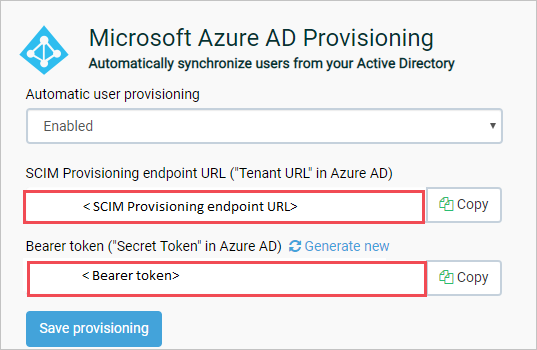 Microsoft Azure AD Provisioning
Automatically synchronize users from your Active Directory
Automatic user provisioning
Enabled
SCIM Provisioning endpoint URL ("Tenant URL" in Azure AD)
< SCIM Provisioning endpoint URL>
Copy
Bearer token ("Secret Token" in Azure AD) Generate new
< Bearer token>
Copy
Save provisioning